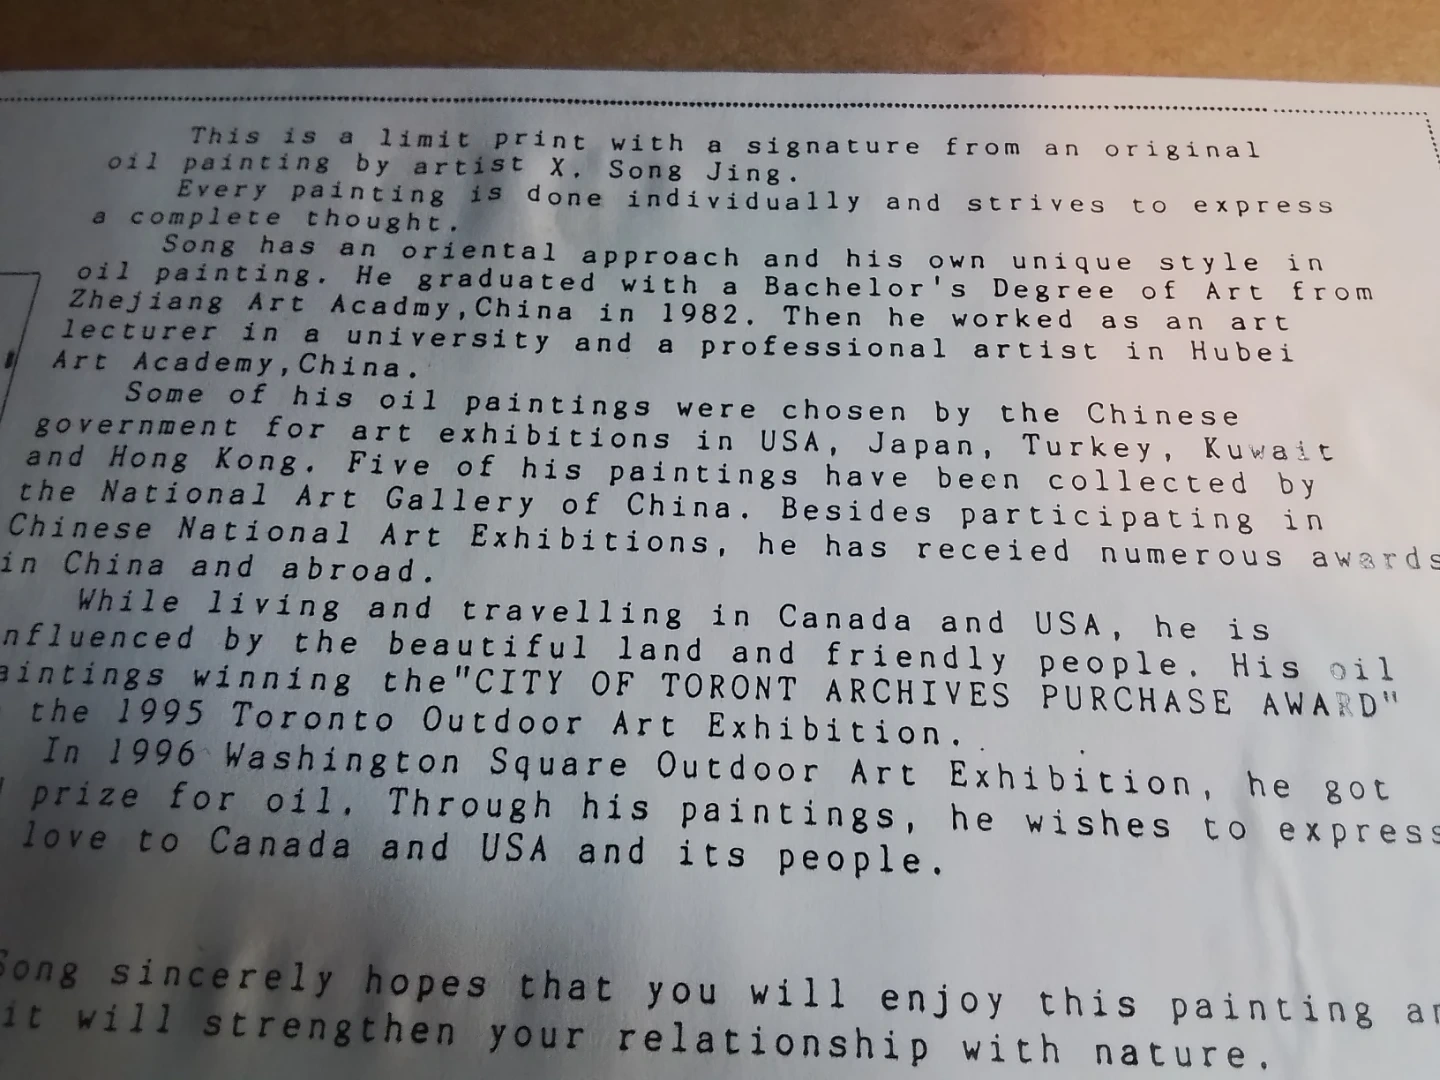 This is a limit print with a signature from an original
oil painting by artist X. Song Jing.
Every painting is done individually and strives to express
a complete thought.
Song has an oriental approach and his own unique style in
oil painting. He graduated with a Bachelor's Degree of Art from
Zhejiang Art Acadmy,China in 1982. Then he worked as an art
lecturer in a university and a professional artist in Hubei
Art Academy,China.
Some of his oil paintings were chosen by the Chinese
government for art exhibitions in USA, Japan, Turkey, Kuwait
and Hong Kong. Five of his paintings have been collected by
the National Art Gallery of China. Besides participating in
Chinese National Art Exhibitions, he has receied numerous awards
in China and abroad.
While living and travelling in Canada and USA, he is
nfluenced by the beautiful land and friendly people. His oil
aintings winning the"CITY OF TORONT ARCHIVES PURCHASE AWARD"
the 1995 Toronto Outdoor Art Exhibition.
In 1996 Washington Square Outdoor Art Exhibition, he got
prize for oil. Through his paintings, he wishes to express
love to Canada and USA and its people.
Song sincerely hopes that you will enjoy this painting
it will strengthen your relationship with nature.